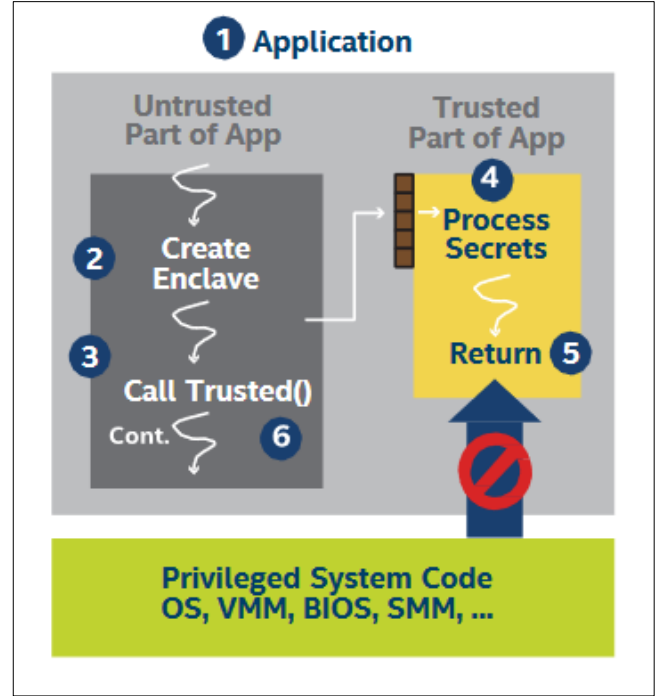 1 Application
Untrusted
Part of App
Trusted
Part of App
2
Create
Enclave
3
Call Trusted()
Cont.
6
4
Process
Secrets
Return 5
Privileged System Code
OS, VMM, BIOS, SMM, ...